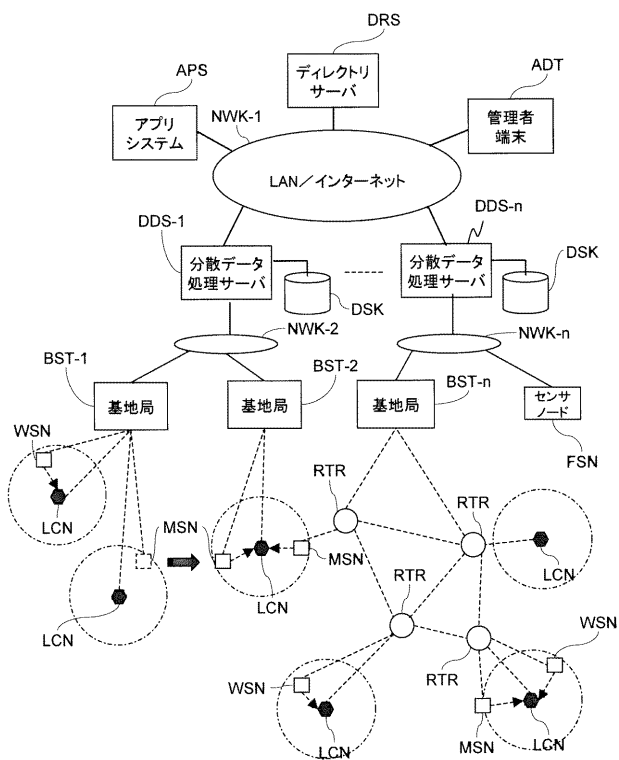 DRS
ディレクトリ
サーバ
APS
アプリ
システム
NWK-1
ADT
管理者
端末
LAN/インターネット
DDS-1
分散データ
処理サーバ
DSK
DDS-n
分散データ
処理サーバ
DSK
NWK-2
NWK-n
BST-1
基地局
BST-2
基地局
基地局
BST-n
センサ
ノード
FSN
WSN
LCN
MSN
LCN
LCN
MSN
RTR
RTR
LCN
RTR
RTR
WSN
LCN
WSN
MSN
LCN